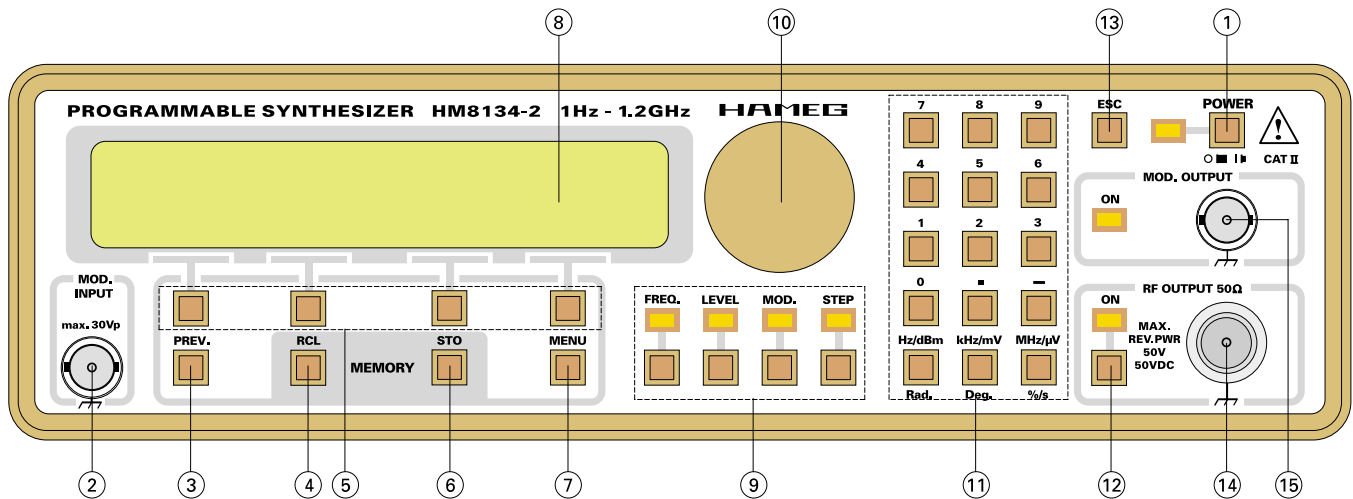 8 10 13 1
PROGRAMMABLE SYNTHESIZER HM8134-2 1Hz - 1.2GHz HAMEG
7 8 9
ESC
POWER
CAT II
4 5 6
MOD. OUTPUT
ON
1 2 3
MOD.
INPUT
max. 30Vp
0 ▪ –
FREQ. LEVEL MOD. STEP
RF OUTPUT 50Ω
ON
MAX.
REV.PWR
50V
50VDC
PREV. RCL STO MENU
MEMORY
Hz/dBm kHz/mV MHz/µV
Rad. Deg. %/s
2 3 4 5 6 7 9 11 12 14 15